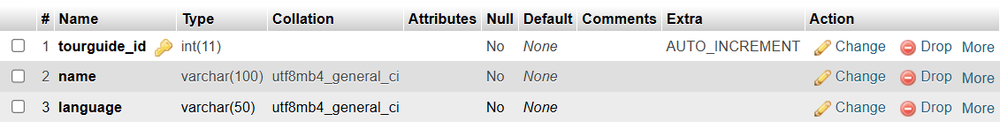 # Name Type Collation Attributes Null Default Comments Extra Action
1 tourguide_id int(11) No None AUTO_INCREMENT Change Drop More
2 name varchar(100) utf8mb4_general_ci No None Change Drop More
3 language varchar(50) utf8mb4_general_ci No None Change Drop More